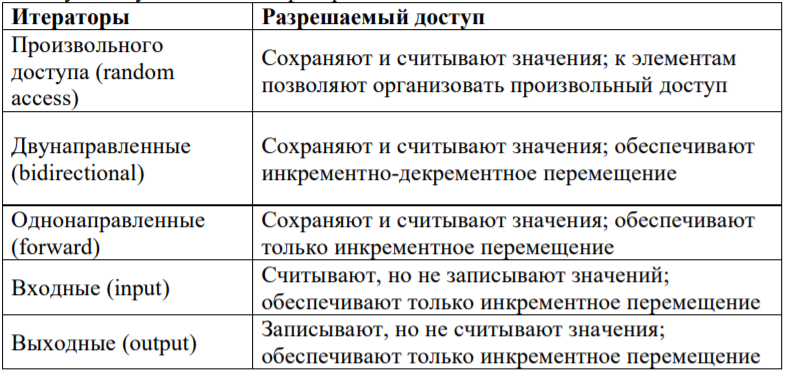 Итераторы
Разрешаемый доступ
Произвольного
доступа (random
access)
Сохраняют и считывают значения; к элементам
позволяют организовать произвольный доступ
Двунаправленные
(bidirectional)
Сохраняют и считывают значения; обеспечивают
инкрементно-декрементное перемещение
Однонаправленные
(forward)
Сохраняют и считывают значения; обеспечивают
только инкрементное перемещение
Входные (input)
Считывают, но не записывают значений;
обеспечивают только инкрементное перемещение
Выходные (output)
Записывают, но не считывают значения;
обеспечивают только инкрементное перемещение